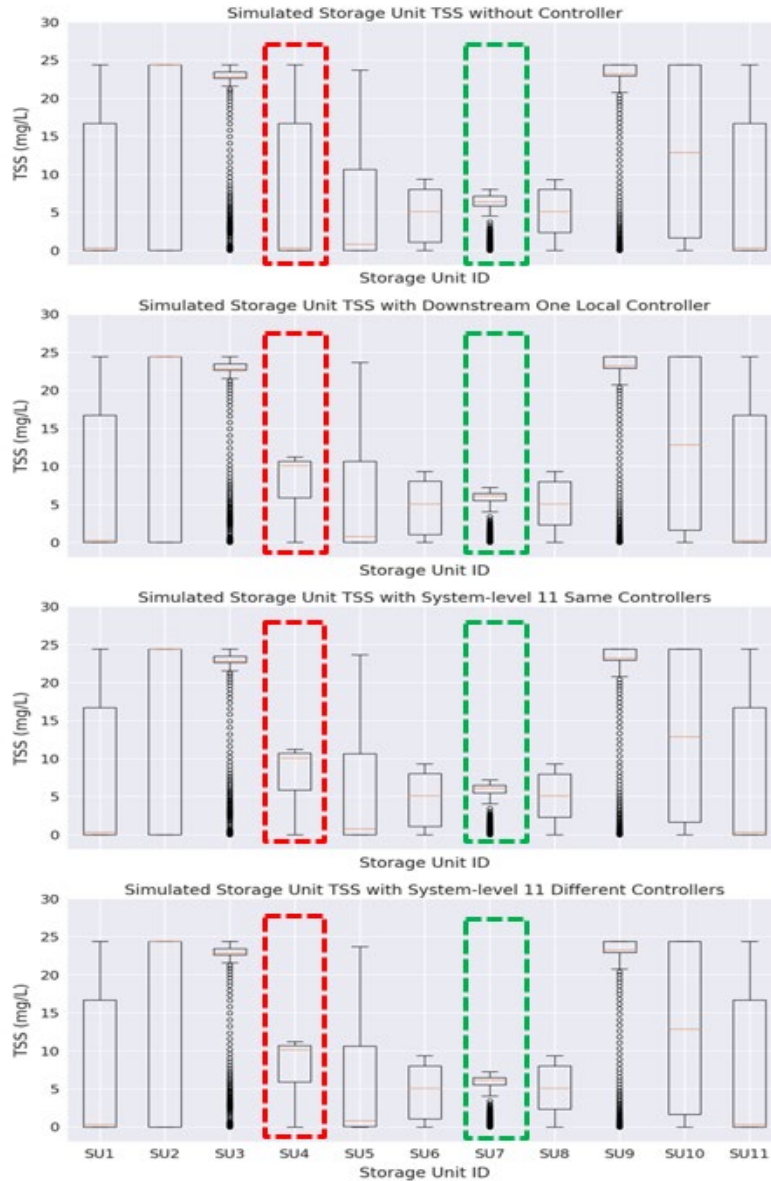 Simulated Storage Unit TSS without Controller
30
25
20
15
10
5
0
TSS (mg/L)
Storage Unit ID
Simulated Storage Unit TSS with Downstream One Local Controller
30
25
20
15
10
5
0
TSS (mg/L)
Storage Unit ID
Simulated Storage Unit TSS with System-level 11 Same Controllers
30
25
20
15
10
5
0
TSS (mg/L)
Storage Unit ID
Simulated Storage Unit TSS with System-level 11 Different Controllers
30
25
20
15
10
5
0
TSS (mg/L)
SU1 SU2 SU3 SU4 SU5 SU6 SU7 SU8 SU9 SU10 SU11
Storage Unit ID